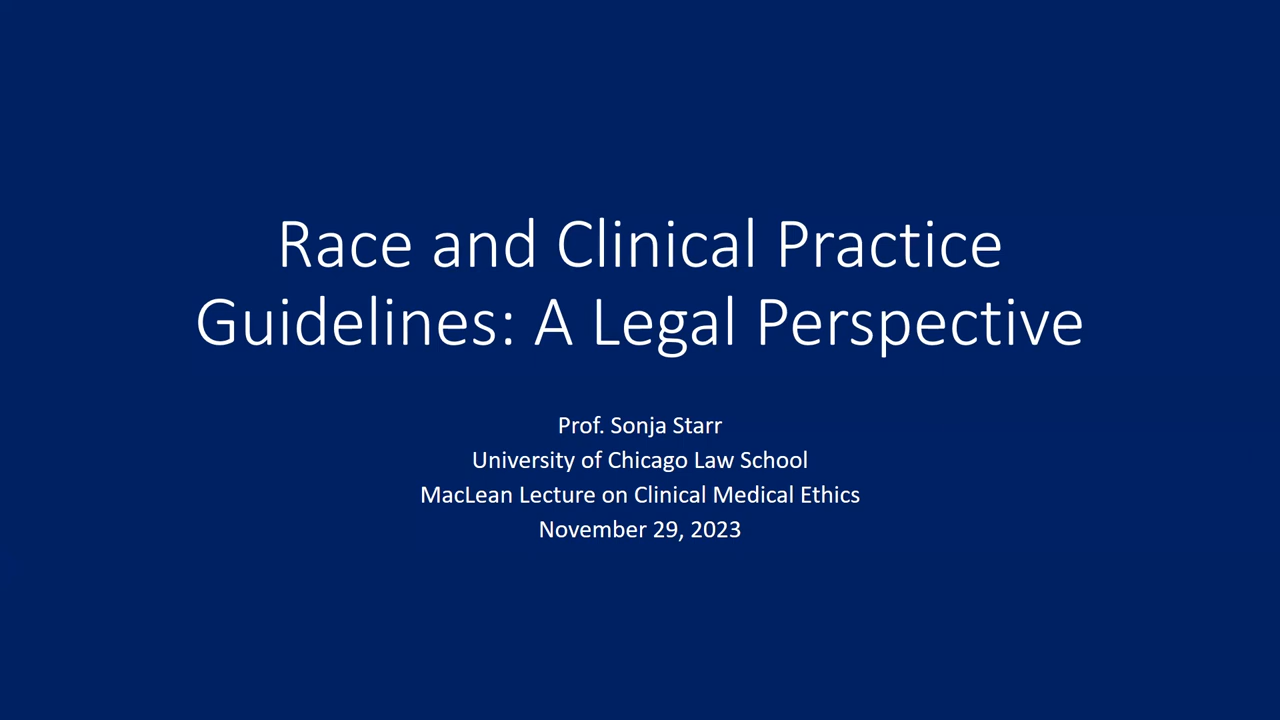 Race and Clinical Practice
Guidelines: A Legal Perspective
Prof. Sonja Starr
University of Chicago Law School
MacLean Lecture on Clinical Medical Ethics
November 29, 2023